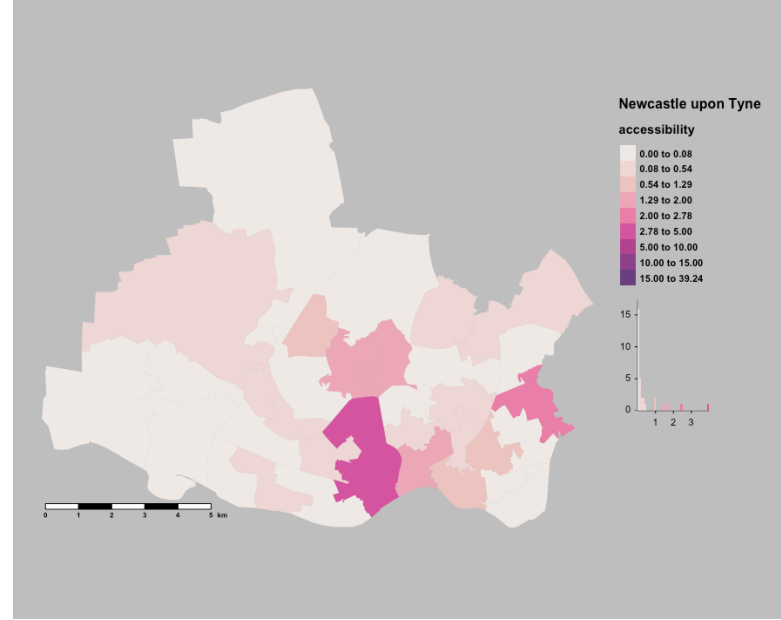 Newcastle upon Tyne
accessibility
0.00 to 0.08
0.08 to 0.54
0.54 to 1.29
1.29 to 2.00
2.00 to 2.78
2.78 to 5.00
5.00 to 10.00
10.00 to 15.00
15.00 to 39.24
15
10
5
0
1 2 3
0 1 2 3 4 5 km